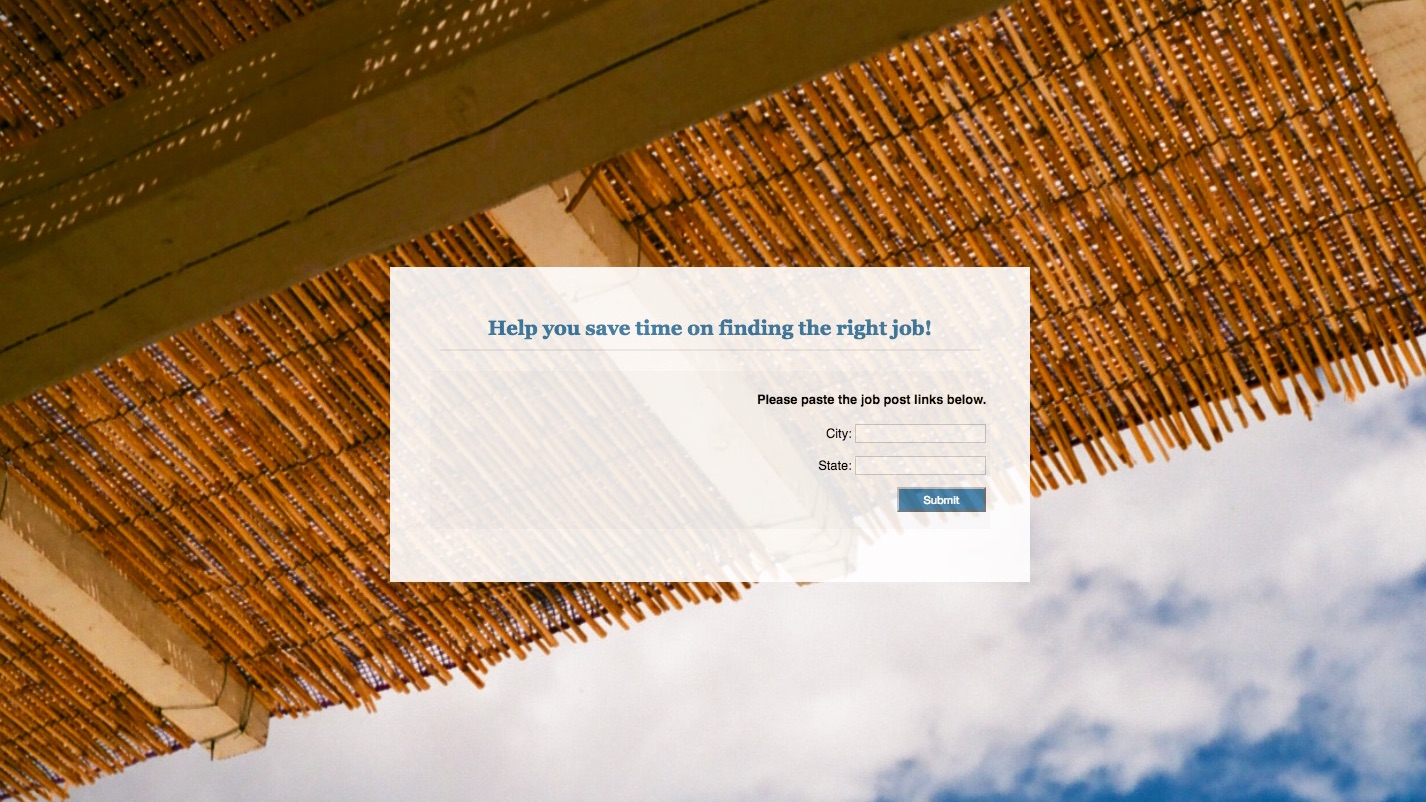 Help you save time on finding the right job!
Please paste the job post links below.
City:
State:
Submit